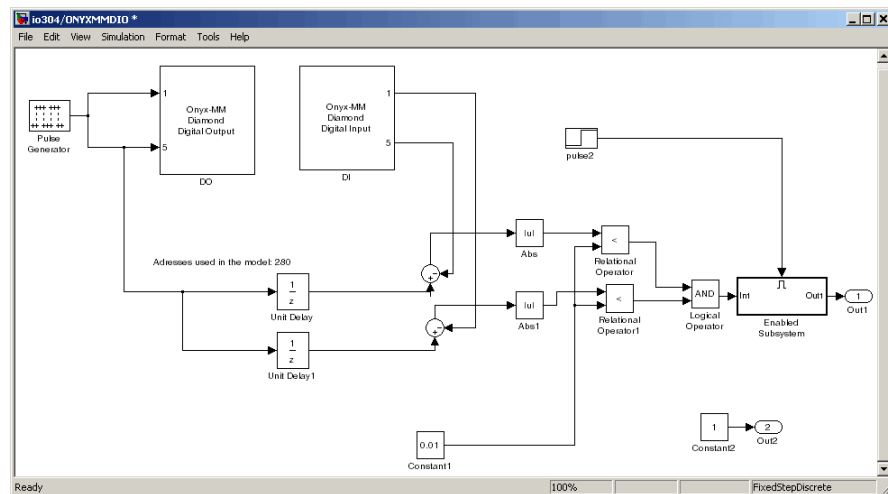 io304/ONYXMMDIO *
File Edit View Simulation Format Tools Help
Pulse
Generator
1
5
Onyx-MM
Diamond
Digital Output
DO
Onyx-MM
Diamond
Digital Input
1
5
DI
pulse2
Adresses used in the model: 280
1
z
Unit Delay
1
z
Unit Delay1
|u|
Abs
|u|
Abs1
<
Relational
Operator
<
Relational
Operator1
AND
Logical
Operator
In1
Out1
Enabled
Subsystem
1
Out1
0.01
Constant1
1
Constant2
2
Out2
Ready 100% FixedStepDiscrete